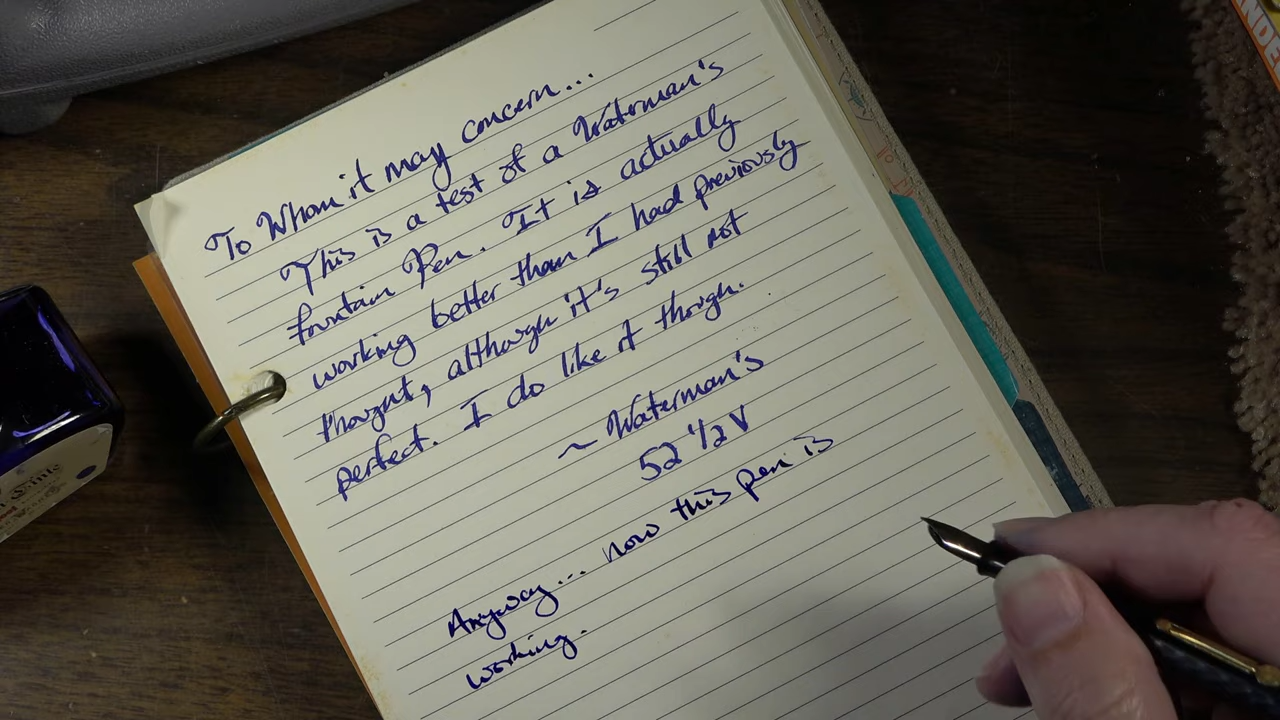 To Whom it may concern...
This is a test of a Waterman's
fountain Pen. It is actually
working better than I had previously
thought, although it's still not
perfect. I do like it though.
~ Waterman's
52 1/2 V
Anyway... now this pen is
working.